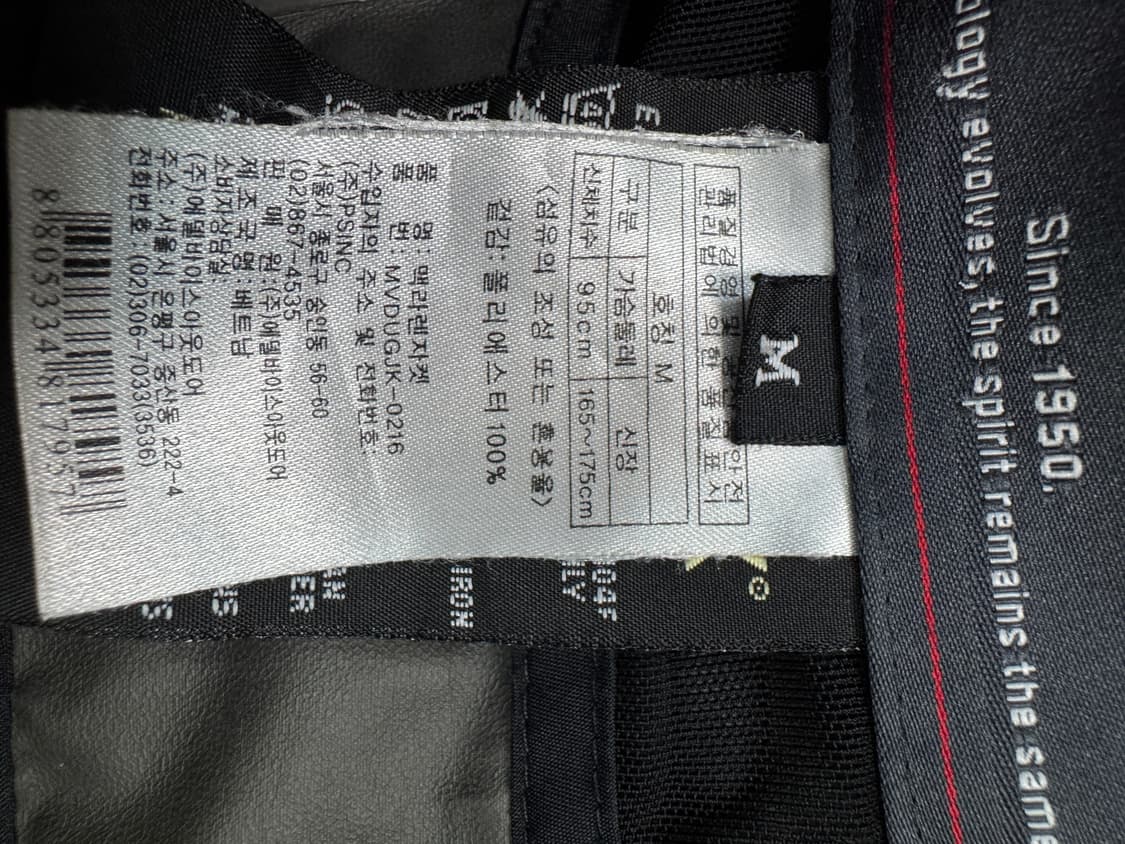 Since 1950.
ology evolves, the spirit remains the same
M
품질경영 및
관리법에 의한 품질표시
호칭 M
구분 가슴둘레 신장
신체치수 95cm 165~175cm
(섬유의 조성 또는 혼용율)
겉감: 폴리에스터 100%
품 명: 맥리렌자켓
품 번: MVDUGJK-0216
수입자의 주소 및 전화번호:
(주)PSINC
서울시 종로구 숭인동 56-60
(02)867-4535
판 매 원:(주)에델바이스아웃도어
제조국명:베트남
소비자상담실:
(주)에델바이스아웃도어
주소: 서울시 은평구 증산동 222-4
전화번호: (02)306-7033(3536)
8 805334 817957